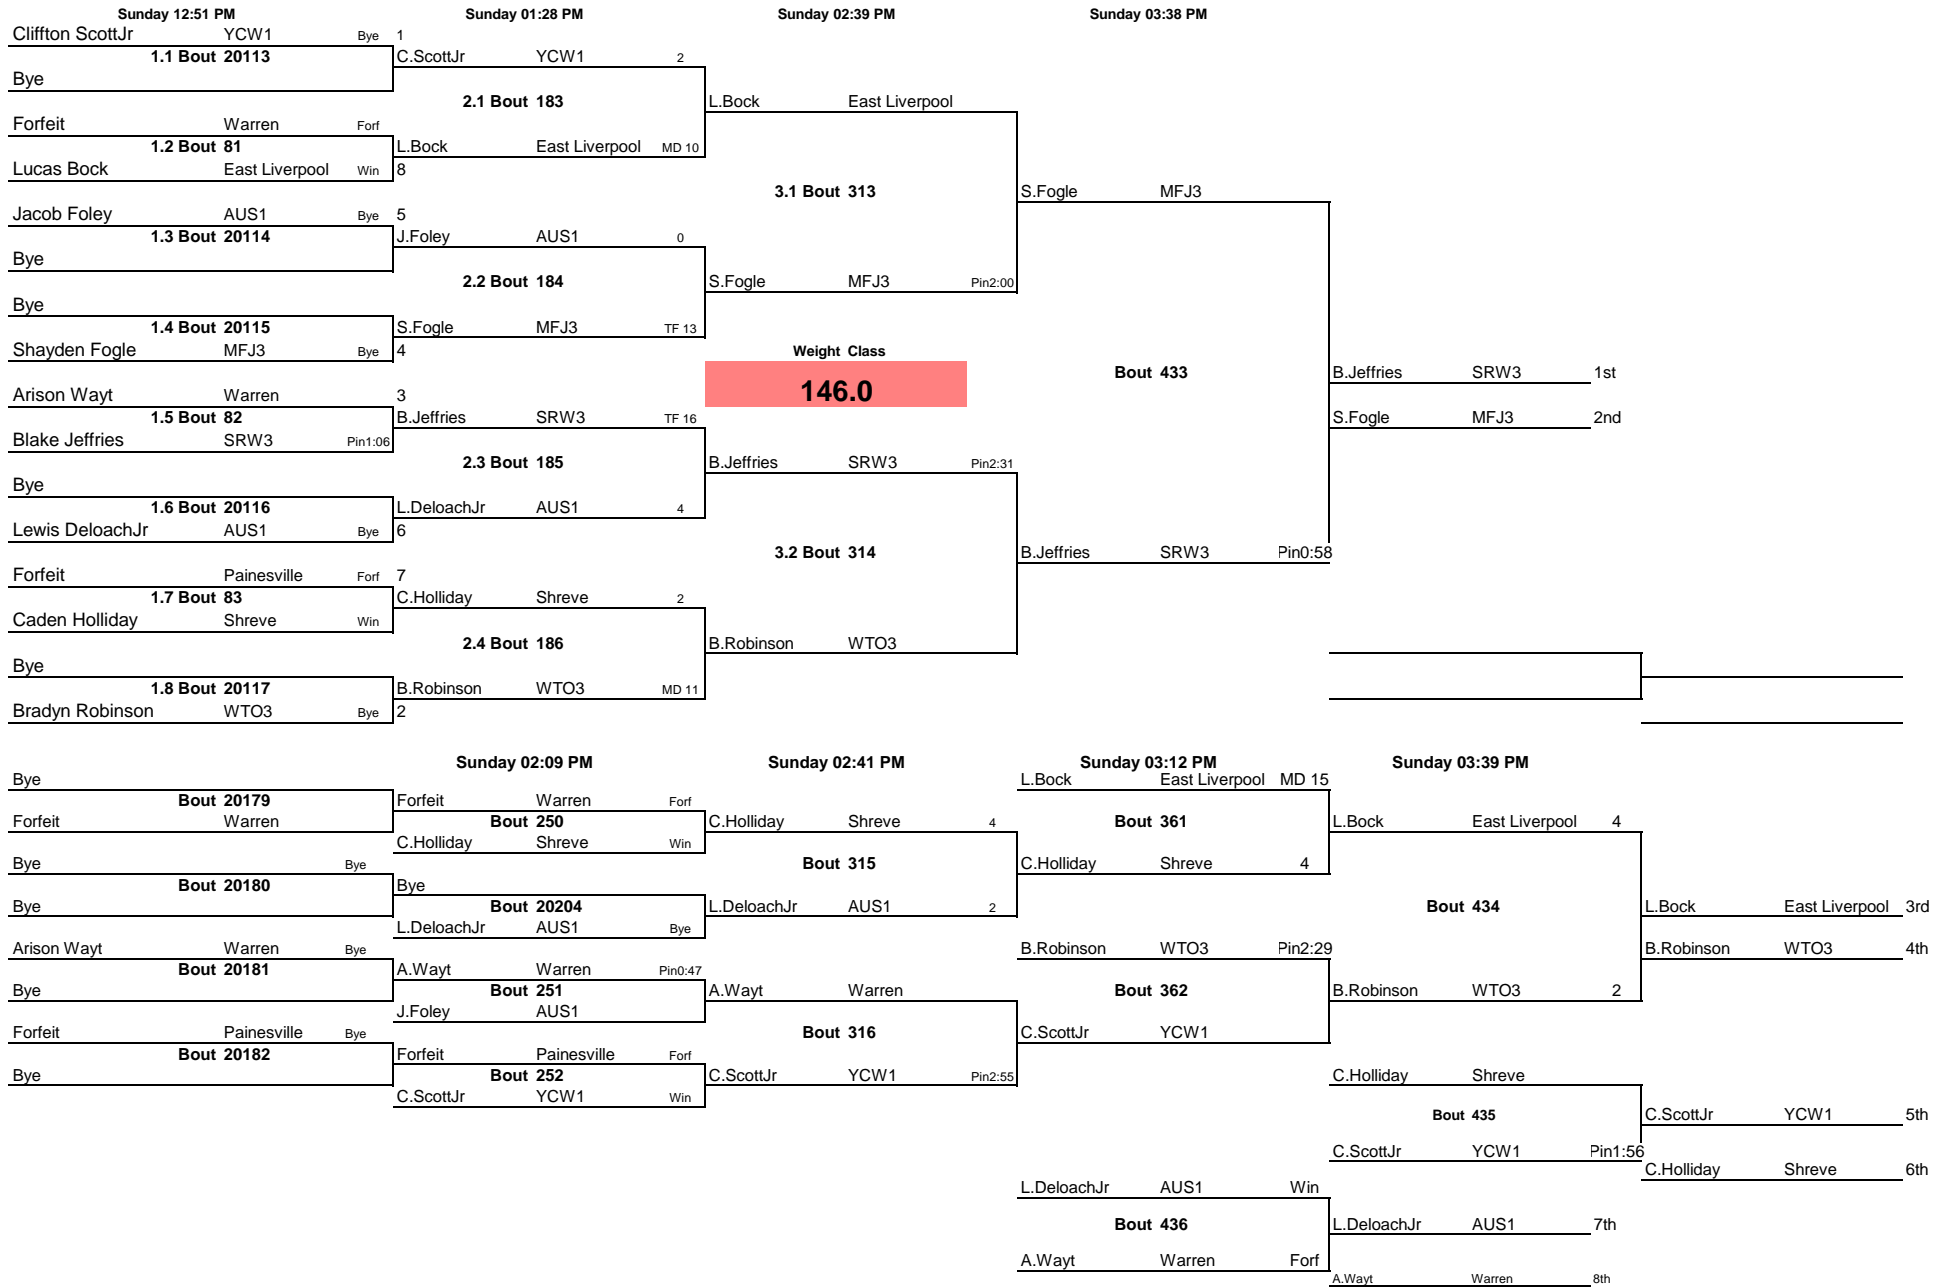 Sunday 12:51 PM Sunday 01:28 PM Sunday 02:39 PM Sunday 03:38 PM
Cliffton ScottJr YCW1 Bye 1
1.1 Bout 20113 C.ScottJr YCW1 2
Bye
2.1 Bout 183 L.Bock East Liverpool
Forfeit Warren Forf
1.2 Bout 81 L.Bock East Liverpool MD 10
Lucas Bock East Liverpool Win 8
3.1 Bout 313 S.Fogle MFJ3
Jacob Foley AUS1 Bye 5
1.3 Bout 20114 J.Foley AUS1 0
Bye
2.2 Bout 184 S.Fogle MFJ3 Pin2:00
Bye
1.4 Bout 20115 S.Fogle MFJ3 TF 13
Shayden Fogle MFJ3 Bye 4 Weight Class
Bout 433 B.Jeffries SRW3 1st
Arison Wayt Warren 3 146.0
1.5 Bout 82 B.Jeffries SRW3 TF 16 S.Fogle MFJ3 2nd
Blake Jeffries SRW3 Pin1:06
2.3 Bout 185 B.Jeffries SRW3 Pin2:31
Bye
1.6 Bout 20116 L.DeloachJr AUS1 4
Lewis DeloachJr AUS1 Bye 6
3.2 Bout 314 B.Jeffries SRW3 Pin0:58
Forfeit Painesville Forf 7
1.7 Bout 83 C.Holliday Shreve 2
Caden Holliday Shreve Win
2.4 Bout 186 B.Robinson WTO3
Bye
1.8 Bout 20117 B.Robinson WTO3 MD 11
Bradyn Robinson WTO3 Bye 2
Sunday 02:09 PM Sunday 02:41 PM Sunday 03:12 PM Sunday 03:39 PM
Bye L.Bock East Liverpool MD 15
Bout 20179 Forfeit Warren Forf
Forfeit Warren Bout 250 C.Holliday Shreve 4 Bout 361 L.Bock East Liverpool 4
C.Holliday Shreve Win
Bye Bye Bout 315 C.Holliday Shreve 4
Bout 20180 Bye
Bye Bout 20204 L.DeloachJr AUS1 2 Bout 434 L.Bock East Liverpool 3rd
L.DeloachJr AUS1 Bye
Arison Wayt Warren Bye B.Robinson WTO3 Pin2:29 B.Robinson WTO3 4th
Bout 20181 A.Wayt Warren Pin0:47
Bye Bout 251 A.Wayt Warren Bout 362 B.Robinson WTO3 2
J.Foley AUS1
Forfeit Painesville Bye Bout 316 C.ScottJr YCW1
Bout 20182 Forfeit Painesville Forf
Bye Bout 252 C.ScottJr YCW1 Pin2:55 C.Holliday Shreve
C.ScottJr YCW1 Win
Bout 435 C.ScottJr YCW1 5th
C.ScottJr YCW1 Pin1:56
C.Holliday Shreve 6th
L.DeloachJr AUS1 Win
Bout 436 L.DeloachJr AUS1 7th
A.Wayt Warren Forf
A.Wayt Warren 8th